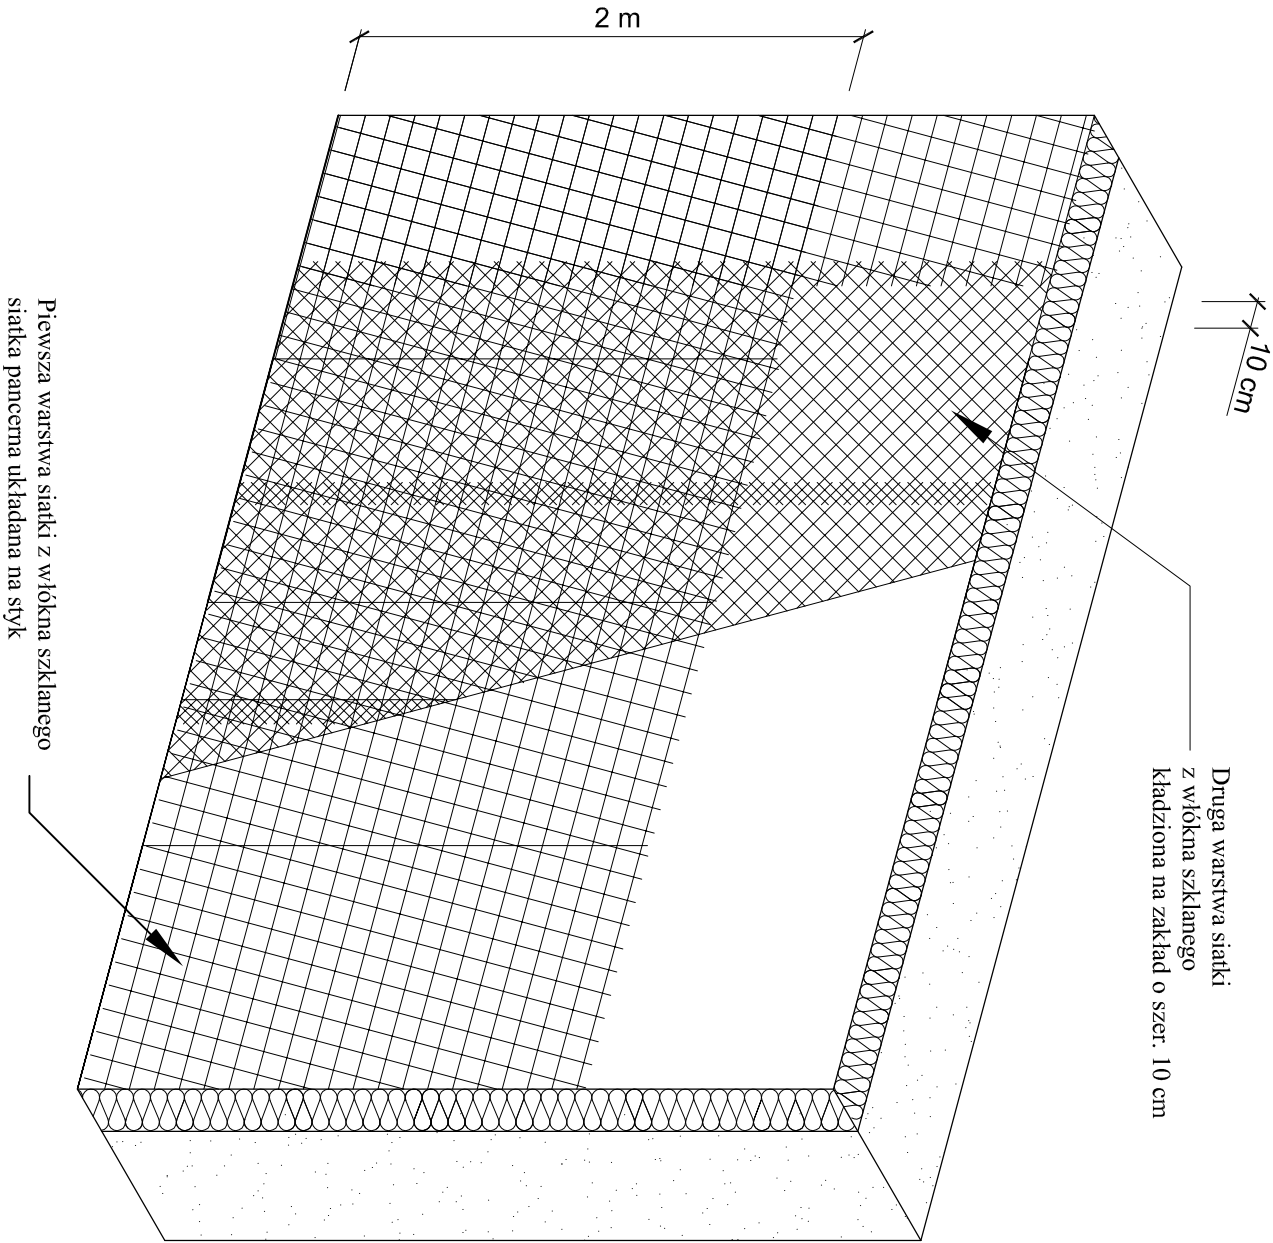 2 m
10 cm
Druga warstwa siatki
z włókna szklanego
kładziona na zakład o szer. 10 cm
Piewsza warstwa siatki z włókna szklanego
siatka pancerna układana na styk